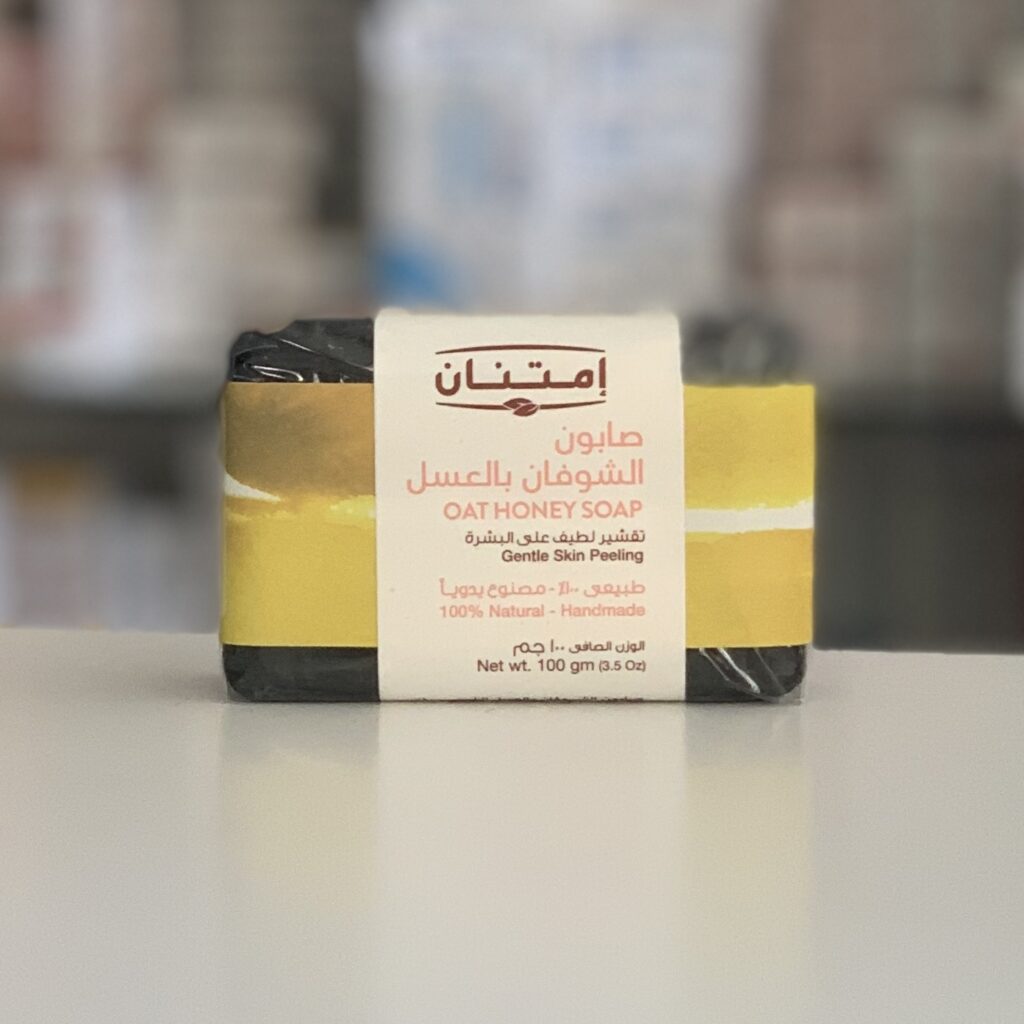 إمتنان
صابون
الشوفان بالعسل
OAT HONEY SOAP
تقشير لطيف على البشرة
Gentle Skin Peeling
طبيعى ١٠٠٪ - مصنوع يدوياً
100% Natural - Handmade
الوزن الصافى ١٠٠ جم
Net wt. 100 gm (3.5 Oz)